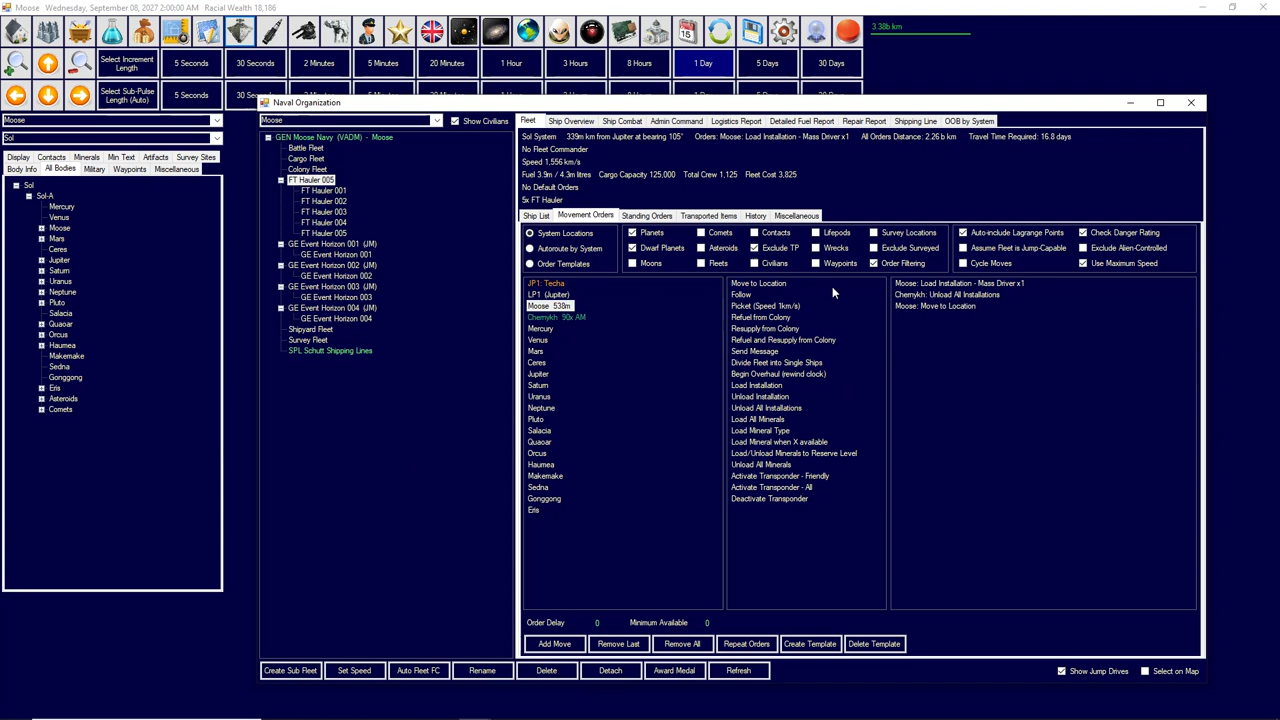 Moose   Wednesday, September 08, 2027 2:00:00 AM   Racial Wealth 18,186
3.38b km
Select Increment Length
5 Seconds
30 Seconds
2 Minutes
5 Minutes
20 Minutes
1 Hour
3 Hours
8 Hours
1 Day
5 Days
30 Days
Select Sub-Pulse Length (Auto)
5 Seconds
Moose
Sol
Display
Contacts
Minerals
Min Text
Artifacts
Survey Sites
Body Info
All Bodies
Military
Waypoints
Miscellaneous
Sol
Sol-A
Mercury
Venus
Moose
Mars
Ceres
Jupiter
Saturn
Uranus
Neptune
Pluto
Salacia
Quaoar
Orcus
Haumea
Makemake
Sedna
Gonggong
Eris
Asteroids
Comets
Naval Organization
Moose
Show Civilians
GEN Moose Navy (VADM) - Moose
Battle Fleet
Cargo Fleet
Colony Fleet
FT Hauler 005
FT Hauler 001
FT Hauler 002
FT Hauler 003
FT Hauler 004
FT Hauler 005
GE Event Horizon 001 (JM)
GE Event Horizon 001
GE Event Horizon 002 (JM)
GE Event Horizon 002
GE Event Horizon 003 (JM)
GE Event Horizon 003
GE Event Horizon 004 (JM)
GE Event Horizon 004
Shipyard Fleet
Survey Fleet
SPL Schutt Shipping Lines
Fleet
Ship Overview
Ship Combat
Admin Command
Logistics Report
Detailed Fuel Report
Repair Report
Shipping Line
OOB by System
Sol System   339m km from Jupiter at bearing 105°   Orders: Moose: Load Installation - Mass Driver x1   All Orders Distance: 2.26 b km   Travel Time Required: 16.8 days
No Fleet Commander
Speed 1,556 km/s
Fuel 3.9m / 4.3m litres   Cargo Capacity 125,000   Total Crew 1,125   Fleet Cost 3,825
No Default Orders
5x FT Hauler
Ship List
Movement Orders
Standing Orders
Transported Items
History
Miscellaneous
System Locations
Planets
Comets
Contacts
Lifepods
Survey Locations
Auto-include Lagrange Points
Check Danger Rating
Autoroute by System
Dwarf Planets
Asteroids
Exclude TP
Wrecks
Exclude Surveyed
Assume Fleet is Jump-Capable
Exclude Alien-Controlled
Order Templates
Moons
Fleets
Civilians
Waypoints
Order Filtering
Cycle Moves
Use Maximum Speed
JP1: Techa
LP1 (Jupiter)
Moose 538m
Chernykh 90x AM
Mercury
Venus
Mars
Ceres
Jupiter
Saturn
Uranus
Neptune
Pluto
Salacia
Quaoar
Orcus
Haumea
Makemake
Sedna
Gonggong
Eris
Move to Location
Follow
Picket (Speed 1km/s)
Refuel from Colony
Resupply from Colony
Refuel and Resupply from Colony
Send Message
Divide Fleet into Single Ships
Begin Overhaul (rewind clock)
Load Installation
Unload Installation
Unload All Installations
Load All Minerals
Load Mineral Type
Load Mineral when X available
Load/Unload Minerals to Reserve Level
Unload All Minerals
Activate Transponder - Friendly
Activate Transponder - All
Deactivate Transponder
Moose: Load Installation - Mass Driver x1
Chernykh: Unload All Installations
Moose: Move to Location
Order Delay   0   Minimum Available   0
Add Move
Remove Last
Remove All
Repeat Orders
Create Template
Delete Template
Create Sub Fleet
Set Speed
Auto Fleet FC
Rename
Delete
Detach
Award Medal
Refresh
Show Jump Drives
Select on Map